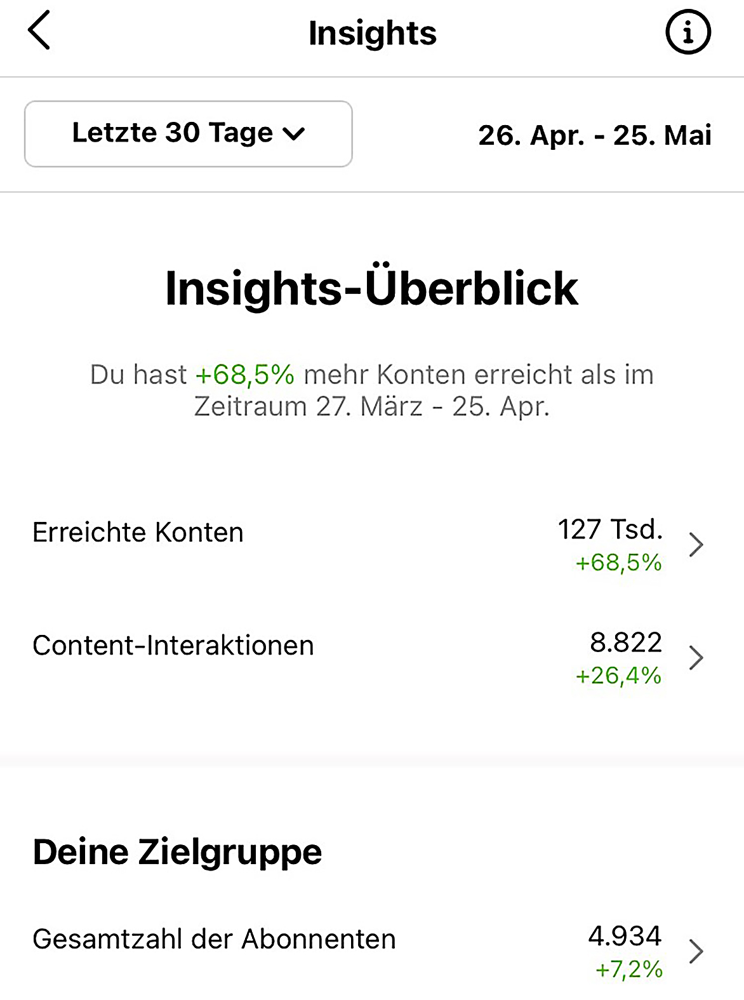 Insights
Letzte 30 Tage
26. Apr. - 25. Mai
Insights-Überblick
Du hast +68,5% mehr Konten erreicht als im
Zeitraum 27. März - 25. Apr.
Erreichte Konten
127 Tsd.
+68,5%
Content-Interaktionen
8.822
+26,4%
Deine Zielgruppe
Gesamtzahl der Abonnenten
4.934
+7,2%